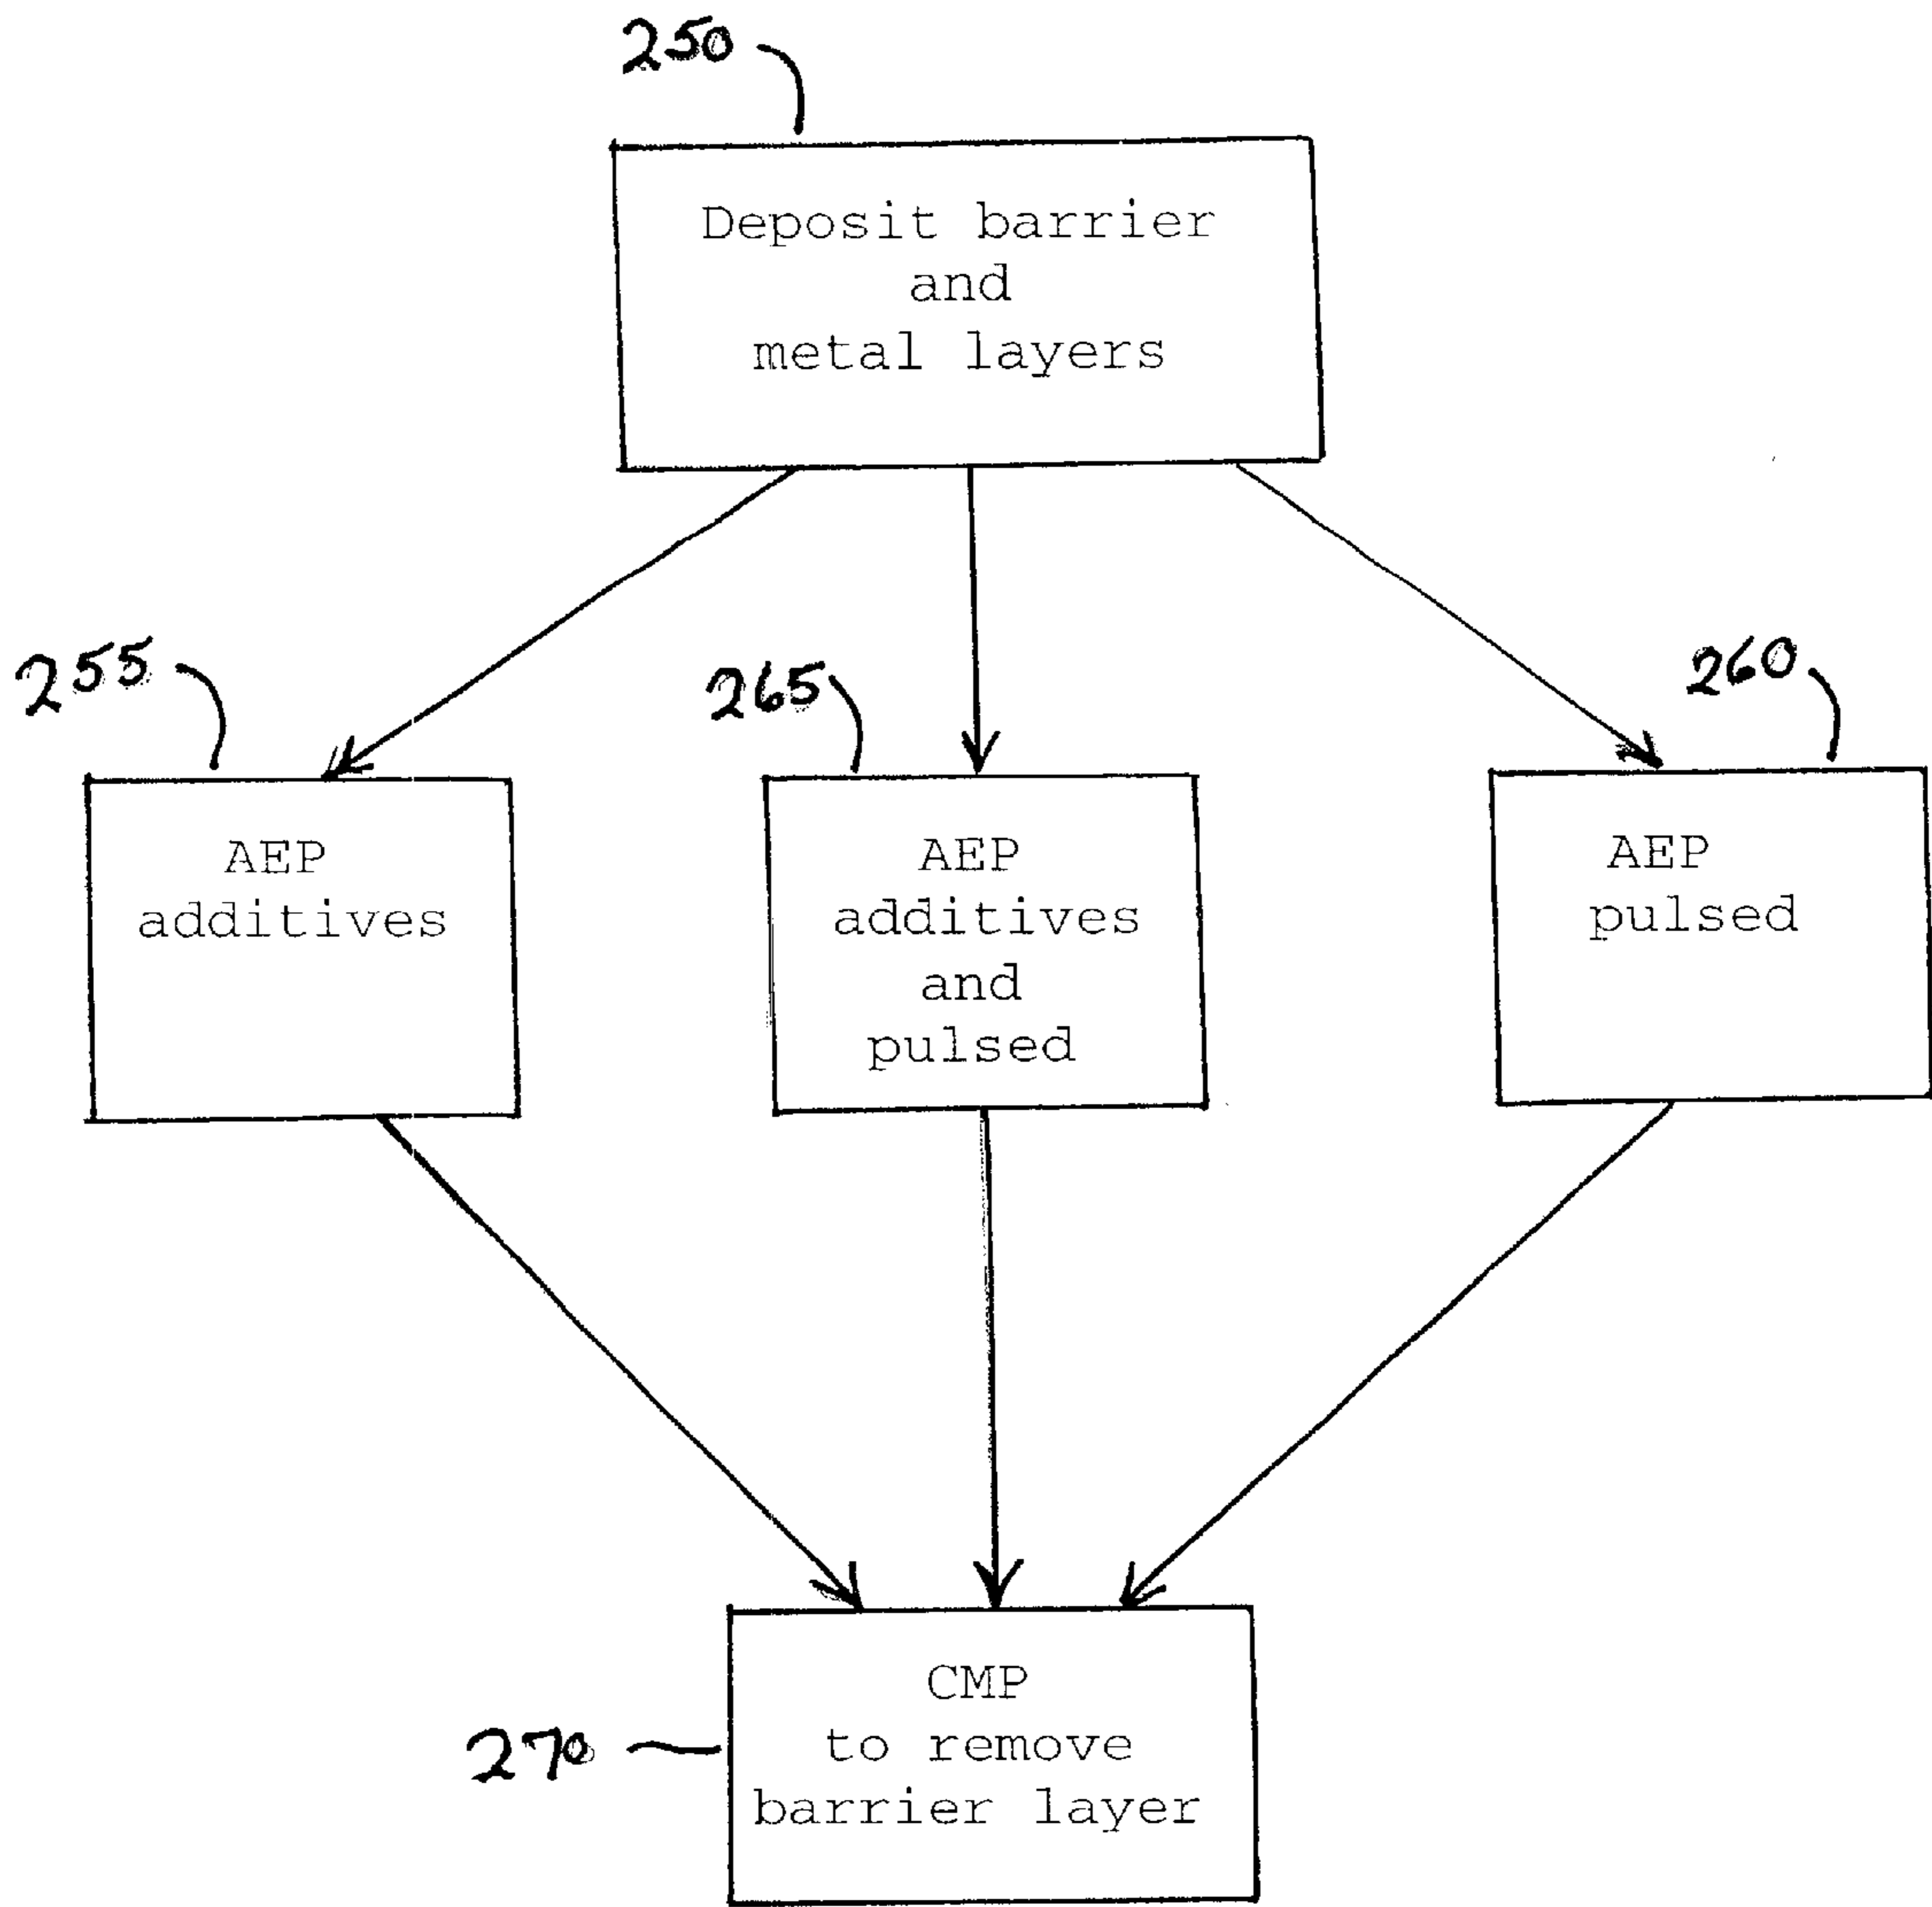 250
Deposit barrier
and
metal layers
255
265
260
AEP
additives
AEP
additives
and
pulsed
AEP
pulsed
270
CMP
to remove
barrier layer